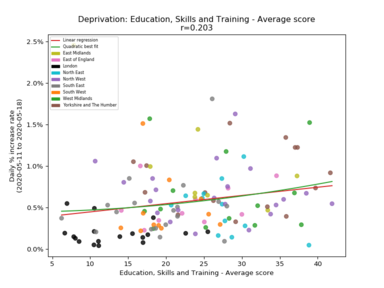 Deprivation: Education, Skills and Training - Average score
r=0.203
Daily % increase rate
(2020-05-11 to 2020-05-18)
2.5%
2.0%
1.5%
1.0%
0.5%
0.0%
Linear regression
Quadratic best fit
East Midlands
East of England
London
North East
North West
South East
South West
West Midlands
Yorkshire and The Humber
5
10
15
20
25
30
35
40
Education, Skills and Training - Average score